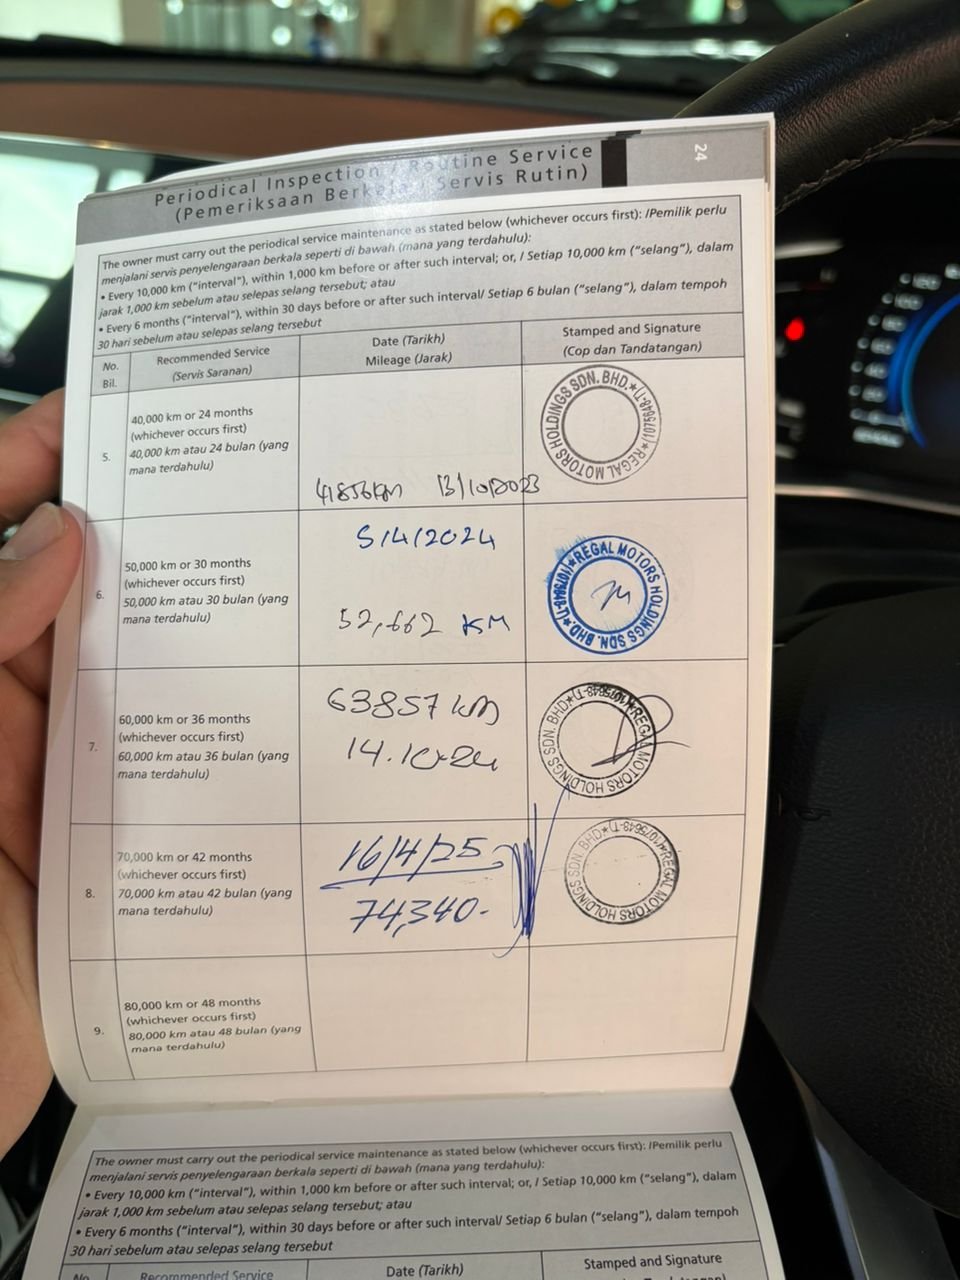 24
Periodical Inspection / Routine Service
(Pemeriksaan Berkala / Servis Rutin)
The owner must carry out the periodical service maintenance as stated below (whichever occurs first): /Pemilik perlu
menjalani servis penyelengaraan berkala seperti di bawah (mana yang terdahulu):
• Every 10,000 km ("interval"), within 1,000 km before or after such interval; or, / Setiap 10,000 km ("selang"), dalam
jarak 1,000 km sebelum atau selepas selang tersebut; atau
• Every 6 months ("interval"), within 30 days before or after such interval/ Setiap 6 bulan ("selang"), dalam tempoh
30 hari sebelum atau selepas selang tersebut
No.
Bil.
Recommended Service
(Servis Saranan)
Date (Tarikh)
Mileage (Jarak)
Stamped and Signature
(Cop dan Tandatangan)
5.
40,000 km or 24 months
(whichever occurs first)
40,000 km atau 24 bulan (yang
mana terdahulu)
41856km 13/10/2023
REGAL MOTORS HOLDINGS SDN. BHD.★(1075648-T)★
6.
50,000 km or 30 months
(whichever occurs first)
50,000 km atau 30 bulan (yang
mana terdahulu)
5/4/2024
52,662 KM
REGAL MOTORS HOLDINGS SDN. BHD.★(1075648-T)★
7.
60,000 km or 36 months
(whichever occurs first)
60,000 km atau 36 bulan (yang
mana terdahulu)
63857 km
14.10.24
REGAL MOTORS HOLDINGS SDN. BHD★(1075648-T)★
8.
70,000 km or 42 months
(whichever occurs first)
70,000 km atau 42 bulan (yang
mana terdahulu)
16/4/25
74,340-
REGAL MOTORS HOLDINGS SDN. BHD★(1075648-T)★
9.
80,000 km or 48 months
(whichever occurs first)
80,000 km atau 48 bulan (yang
mana terdahulu)
The owner must carry out the periodical service maintenance as stated below (whichever occurs first): /Pemilik perlu
menjalani servis penyelengaraan berkala seperti di bawah (mana yang terdahulu):
• Every 10,000 km ("interval"), within 1,000 km before or after such interval; or, / Setiap 10,000 km ("selang"), dalam
jarak 1,000 km sebelum atau selepas selang tersebut; atau
• Every 6 months ("interval"), within 30 days before or after such interval/ Setiap 6 bulan ("selang"), dalam tempoh
30 hari sebelum atau selepas selang tersebut
No.
Recommended Service
Date (Tarikh)
Stamped and Signature